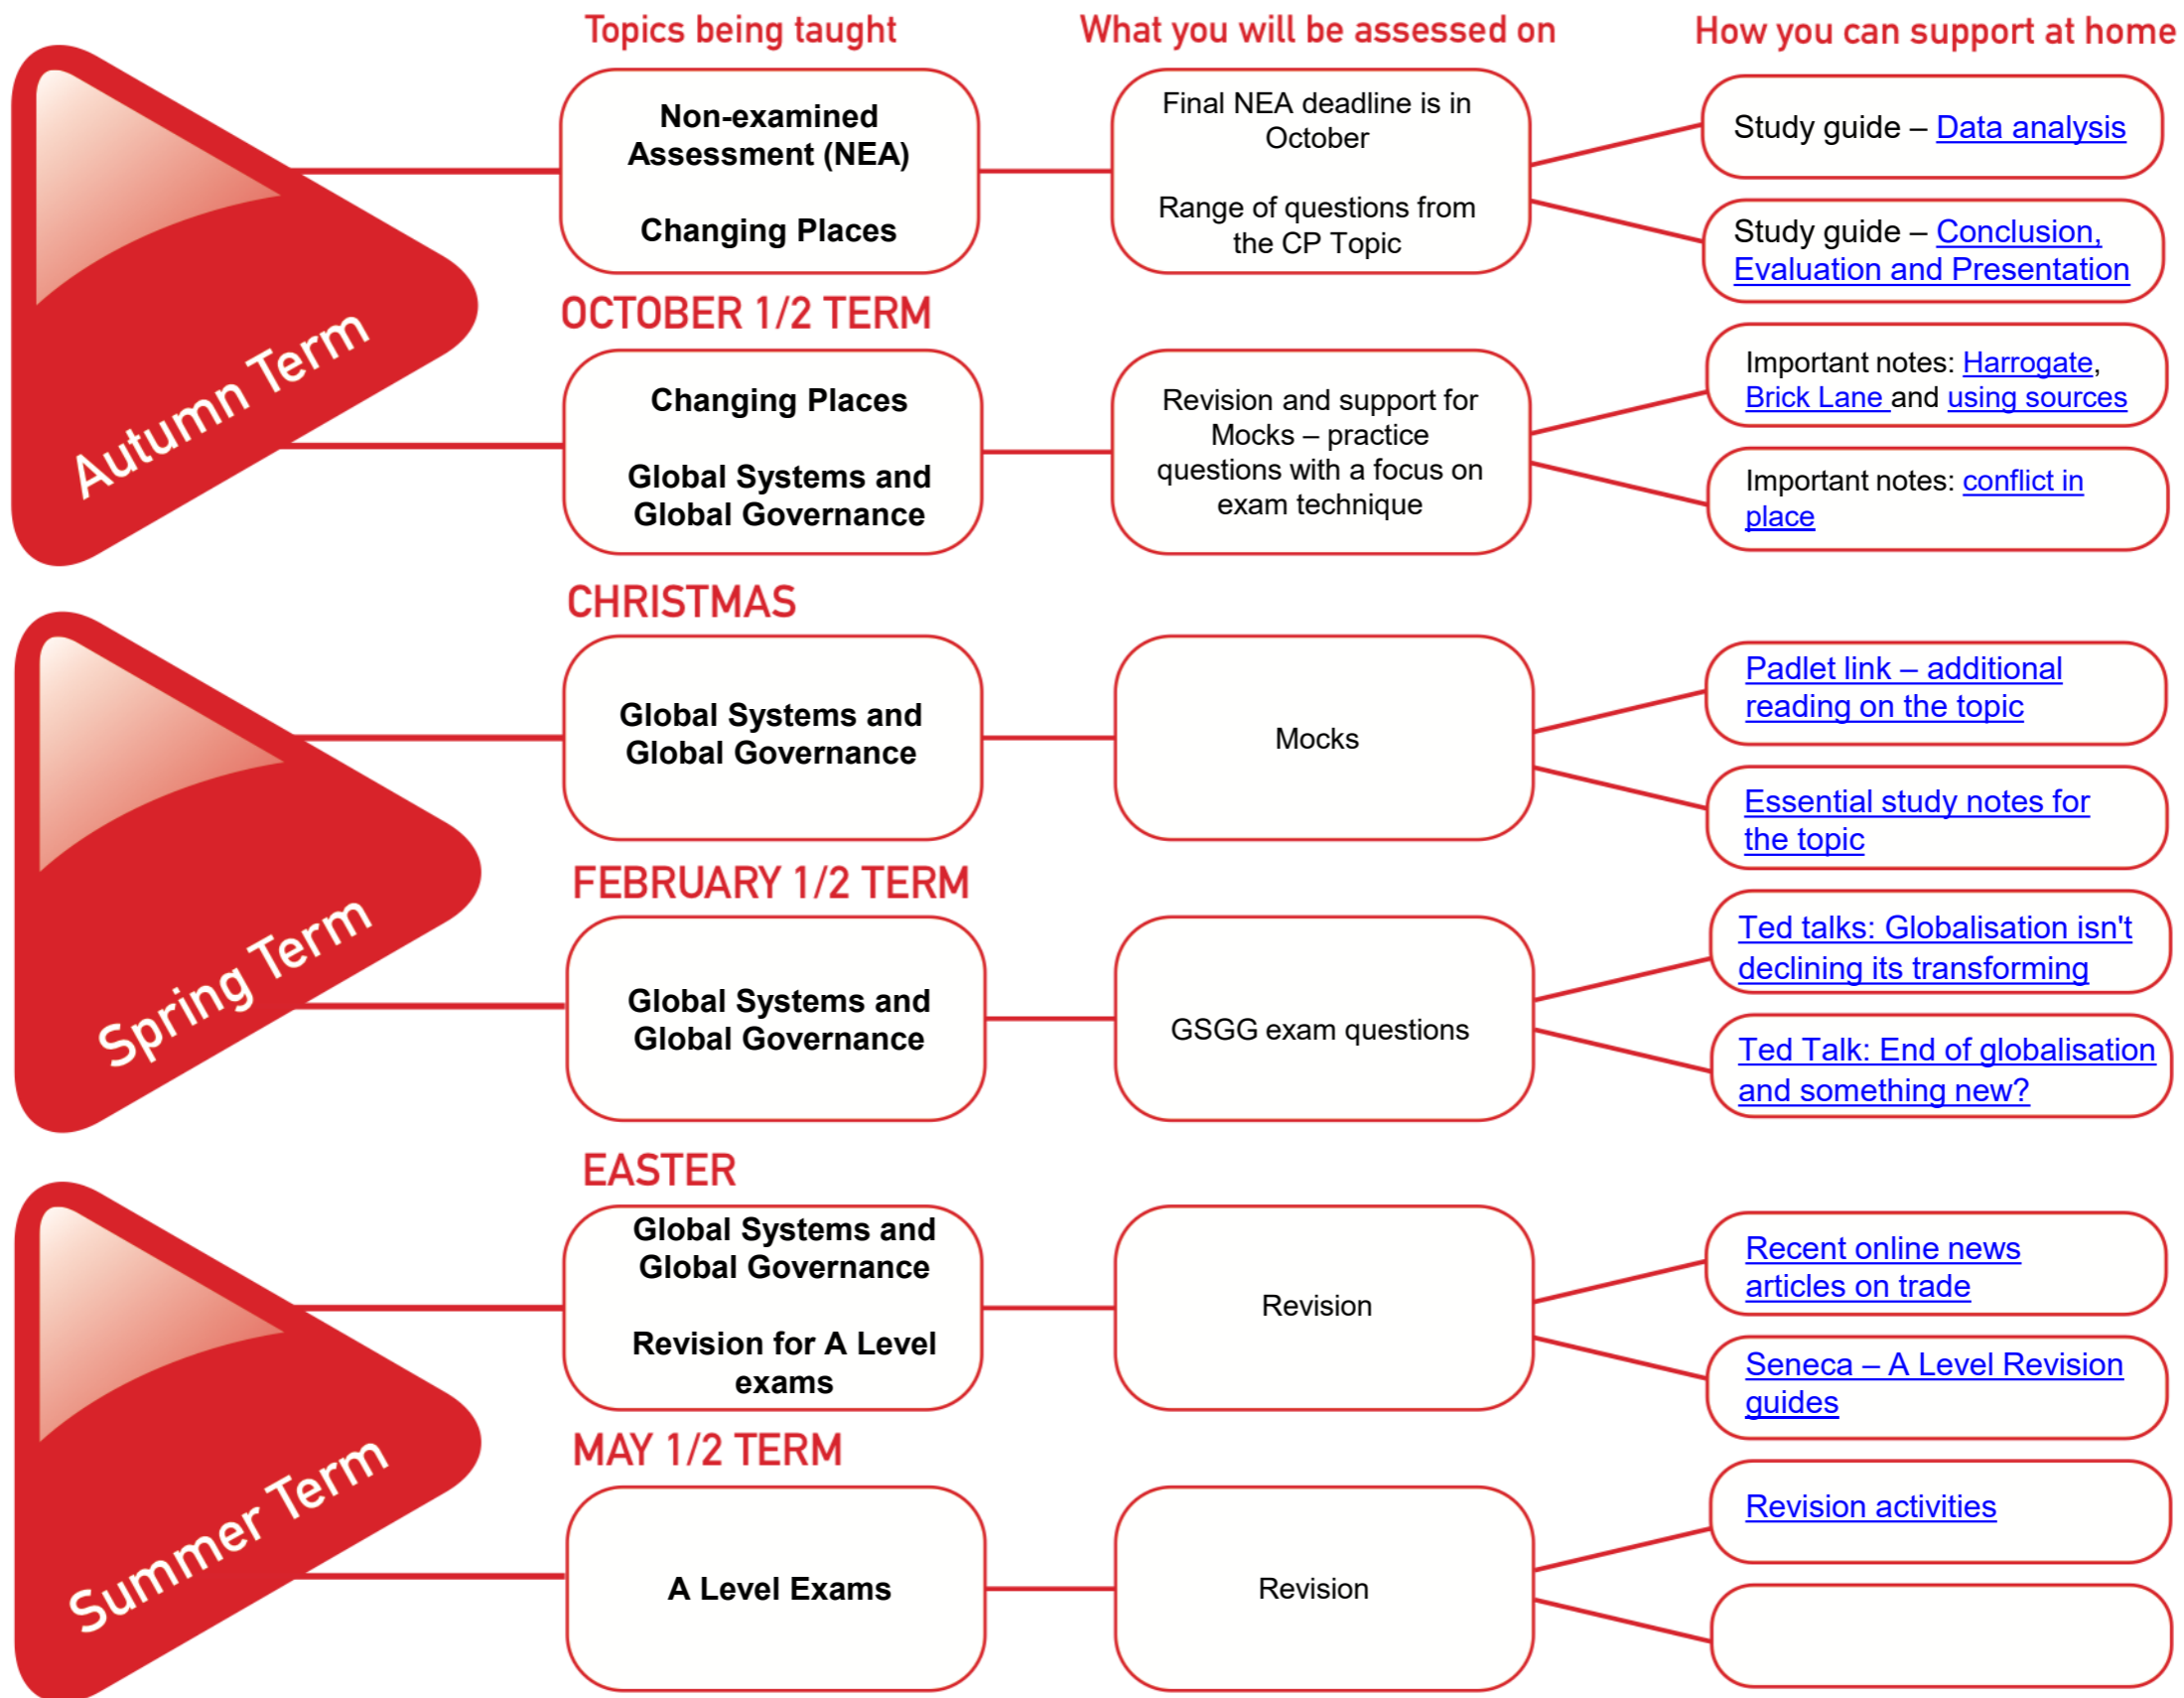 Topics being taught
What you will be assessed on
How you can support at home
Autumn Term
Non-examined
Assessment (NEA)
Changing Places
Final NEA deadline is in
October
Range of questions from
the CP Topic
Study guide – Data analysis
Study guide – Conclusion,
Evaluation and Presentation
OCTOBER 1/2 TERM
Changing Places
Global Systems and
Global Governance
Revision and support for
Mocks – practice
questions with a focus on
exam technique
Important notes: Harrogate,
Brick Lane and using sources
Important notes: conflict in
place
CHRISTMAS
Spring Term
Global Systems and
Global Governance
Mocks
Padlet link – additional
reading on the topic
Essential study notes for
the topic
FEBRUARY 1/2 TERM
Global Systems and
Global Governance
GSGG exam questions
Ted talks: Globalisation isn't
declining its transforming
Ted Talk: End of globalisation
and something new?
EASTER
Summer Term
Global Systems and
Global Governance
Revision for A Level
exams
Revision
Recent online news
articles on trade
Seneca – A Level Revision
guides
MAY 1/2 TERM
A Level Exams
Revision
Revision activities